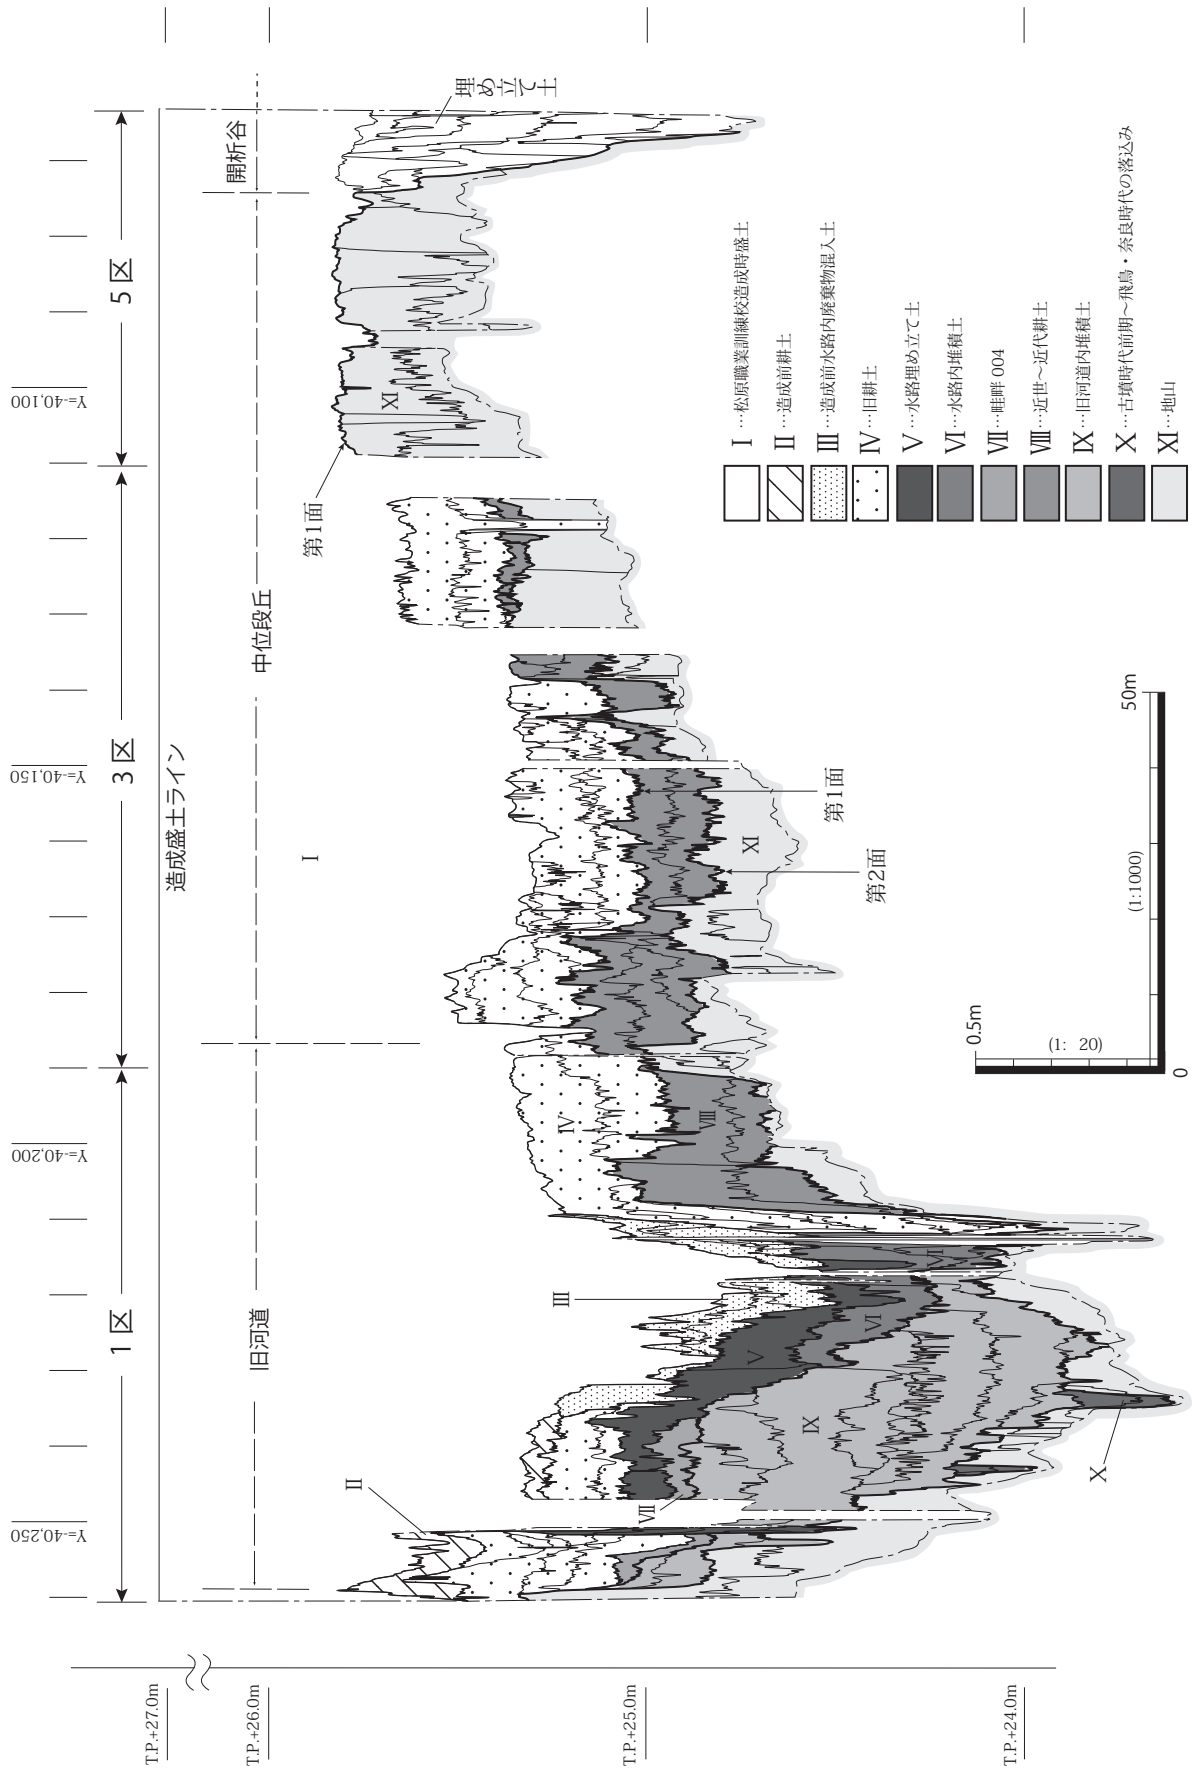 T.P.+27.0m
T.P.+26.0m
T.P.+25.0m
T.P.+24.0m
Y=-40,250
Y=-40,200
Y=-40,150
Y=-40,100
1区
3区
5区
造成盛土ライン
旧河道
中位段丘
開析谷
埋め立て土
I
II
III
IV
V
VI
VI
VII
VIII
IX
X
XI
XI
第1面
第2面
第1面
I…松原職業訓練校造成時盛土
II…造成前耕土
III…造成前水路内廃棄物混入土
IV…旧耕土
V…水路埋め立て土
VI…水路内堆積土
VII…畦畔 004
VIII…近世～近代耕土
IX…旧河道内堆積土
X…古墳時代前期～飛鳥・奈良時代の落込み
XI…地山
0.5m
(1: 20)
0
(1:1000)
50m